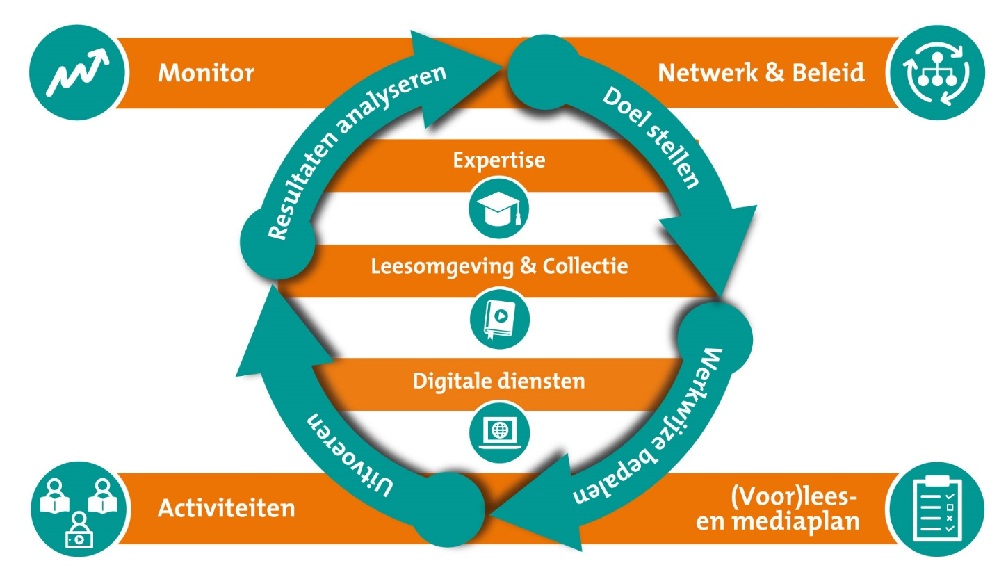 Monitor
Netwerk & Beleid
Resultaten analyseren
Doel stellen
Expertise
Leesomgeving & Collectie
Digitale diensten
Werkwijze bepalen
Uitvoeren
Activiteiten
(Voor)lees-
en mediaplan